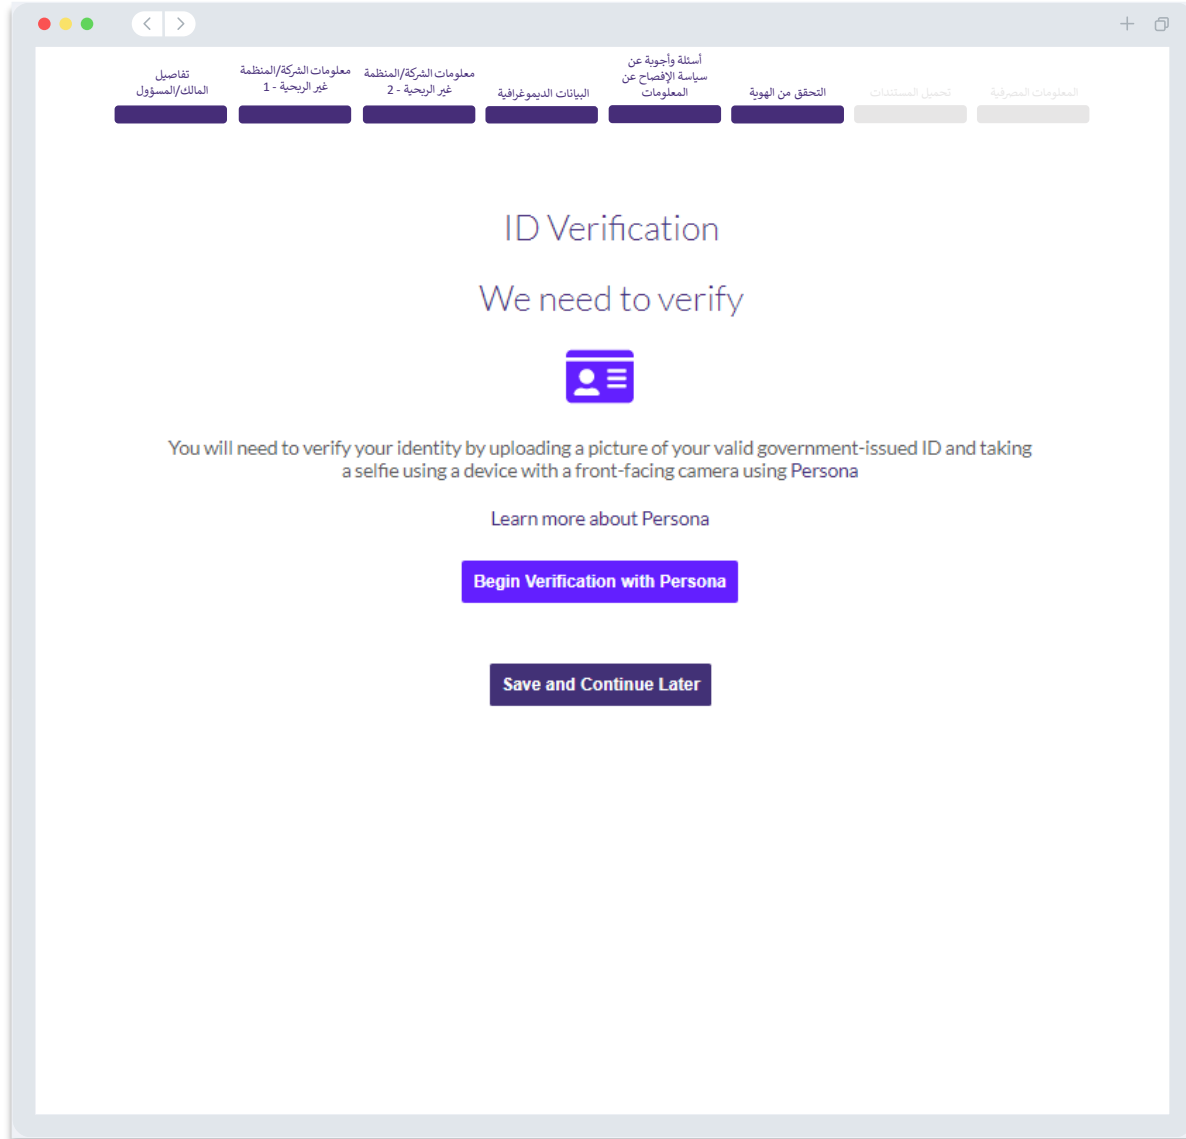 تفاصيل
المالك/المسؤول
معلومات الشركة/المنظمة
غير الربحية - 1
معلومات الشركة/المنظمة
غير الربحية - 2
البيانات الديموغرافية
أسئلة وأجوبة عن
سياسة الإفصاح عن
المعلومات
التحقق من الهوية
تحميل المستندات
المعلومات المصرفية
ID Verification
We need to verify
You will need to verify your identity by uploading a picture of your valid government-issued ID and taking
a selfie using a device with a front-facing camera using Persona
Learn more about Persona
Begin Verification with Persona
Save and Continue Later